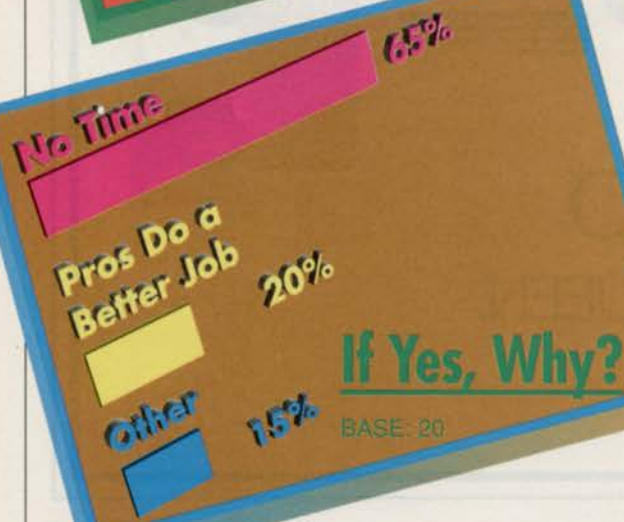 No Time
65%
Pros Do a
Better Job
20%
Other
15%
If Yes, Why?
BASE: 20